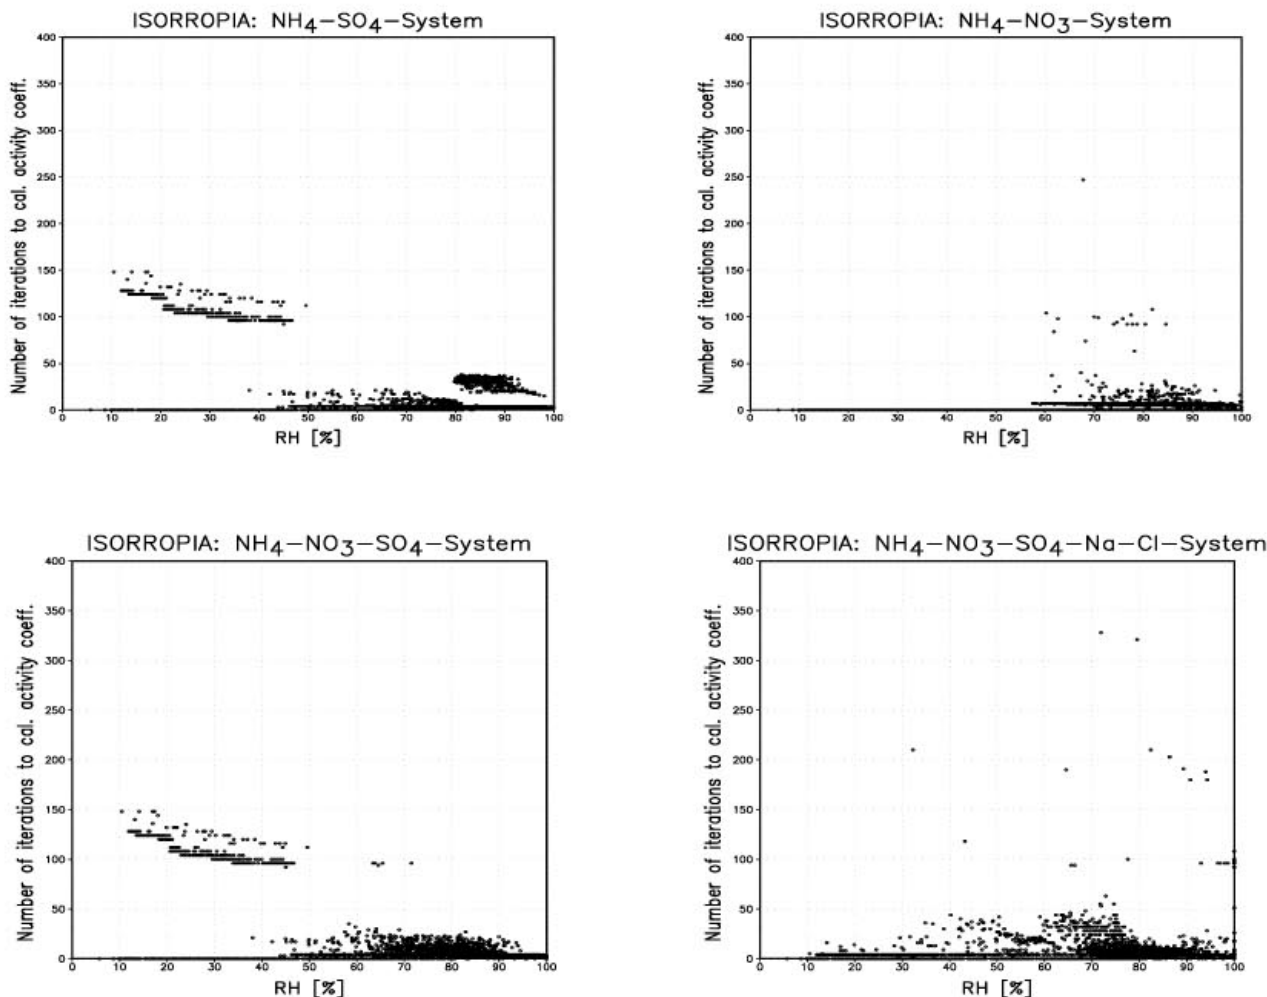 ISORROPIA: NH4−SO4−System
Number of iterions to cal. activity coeff.
400
350
300
250
200
150
100
50
0
0 10 20 30 40 50 60 70 80 90 100
RH [%]
ISORROPIA: NH4−NO3−System
Number of iterions to cal. activity coeff.
400
350
300
250
200
150
100
50
0
0 10 20 30 40 50 60 70 80 90 100
RH [%]
ISORROPIA: NH4−NO3−SO4−System
Number of iterions to cal. activity coeff.
400
350
300
250
200
150
100
50
0
0 10 20 30 40 50 60 70 80 90 100
RH [%]
ISORROPIA: NH4−NO3−SO4−Na−Cl−System
Number of iterions to cal. activity coeff.
400
350
300
250
200
150
100
50
0
0 10 20 30 40 50 60 70 80 90 100
RH [%]